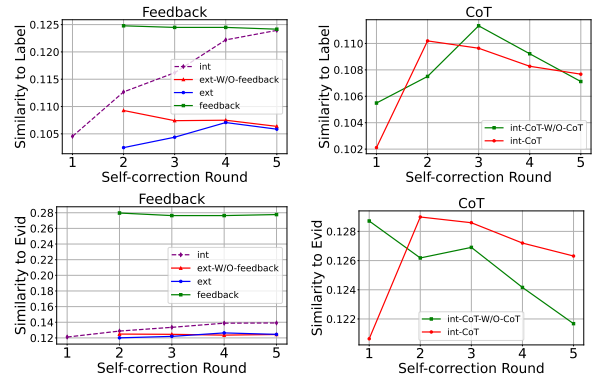 Feedback
Similarity to Label
0.125
0.120
0.115
0.110
0.105
int
ext-W/O-feedback
ext
feedback
1 2 3 4 5
Self-correction Round
CoT
Similarity to Label
0.110
0.108
0.106
0.104
0.102
int-CoT-W/O-CoT
int-CoT
1 2 3 4 5
Self-correction Round
Feedback
Similarity to Evid
0.28
0.26
0.24
0.22
0.20
0.18
0.16
0.14
0.12
int
ext-W/O-feedback
ext
feedback
1 2 3 4 5
Self-correction Round
CoT
Similarity to Evid
0.128
0.126
0.124
0.122
int-CoT-W/O-CoT
int-CoT
1 2 3 4 5
Self-correction Round